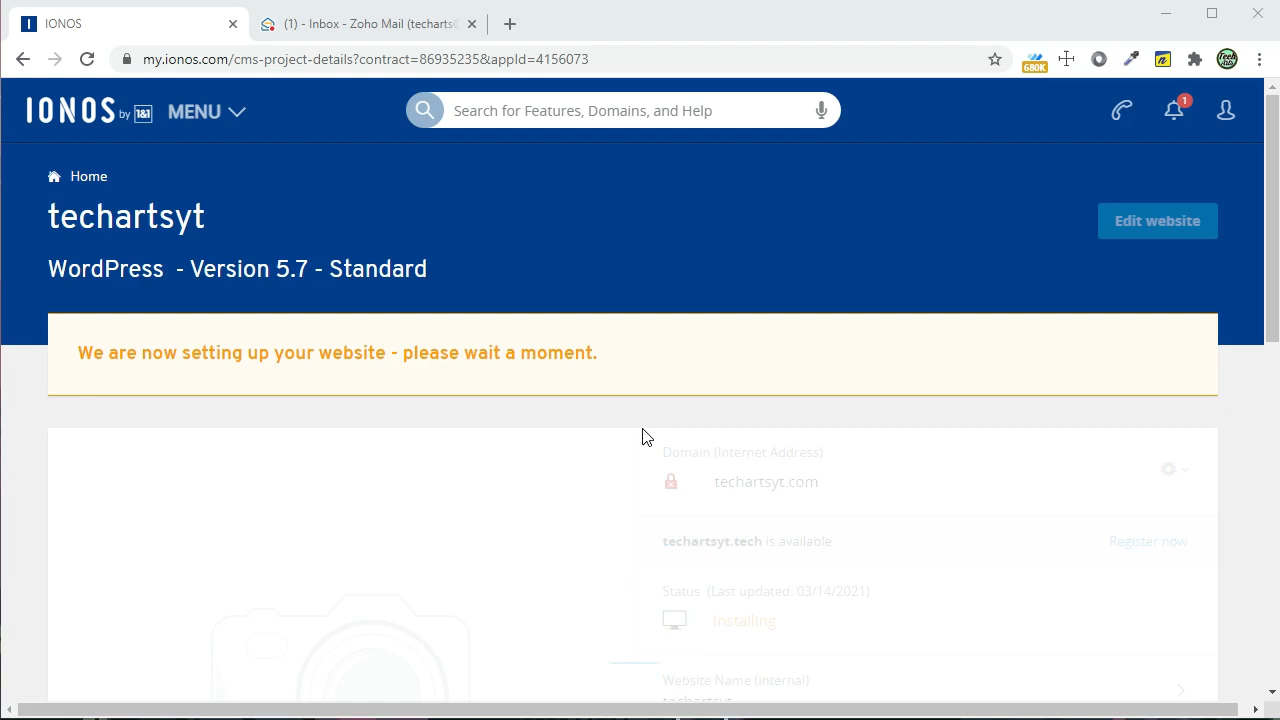 IONOS
(1) - Inbox - Zoho Mail (techarts
my.ionos.com/cms-project-details?contract=86935235&appId=4156073
680K
IONOS by 1&1
MENU
Search for Features, Domains, and Help
1
Home
techartsyt
Edit website
WordPress - Version 5.7 - Standard
We are now setting up your website - please wait a moment.
Domain (Internet Address)
techartsyt.com
techartsyt.tech is available
Register now
Status (Last updated: 03/14/2021)
Installing
Website Name (internal)
techartsyt